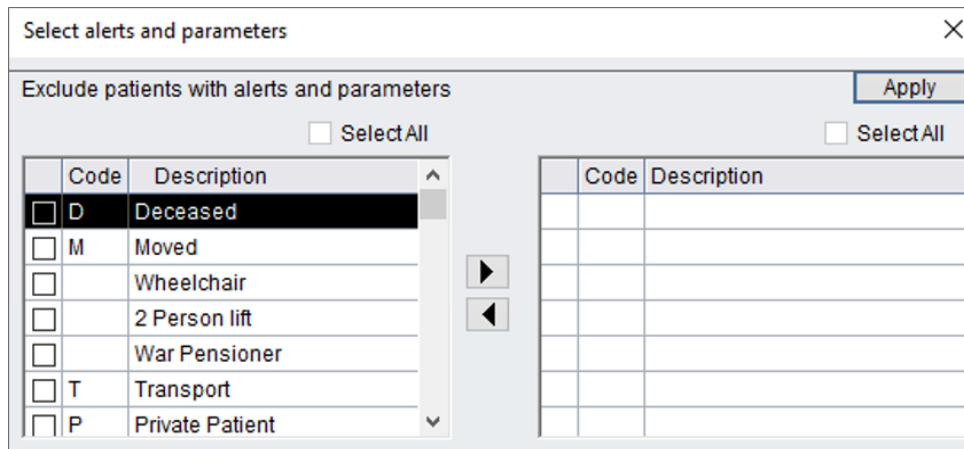 Select alerts and parameters
Exclude patients with alerts and parameters
Apply
Select All
Select All
Code Description
Code Description
D Deceased
M Moved
Wheelchair
2 Person lift
War Pensioner
T Transport
P Private Patient